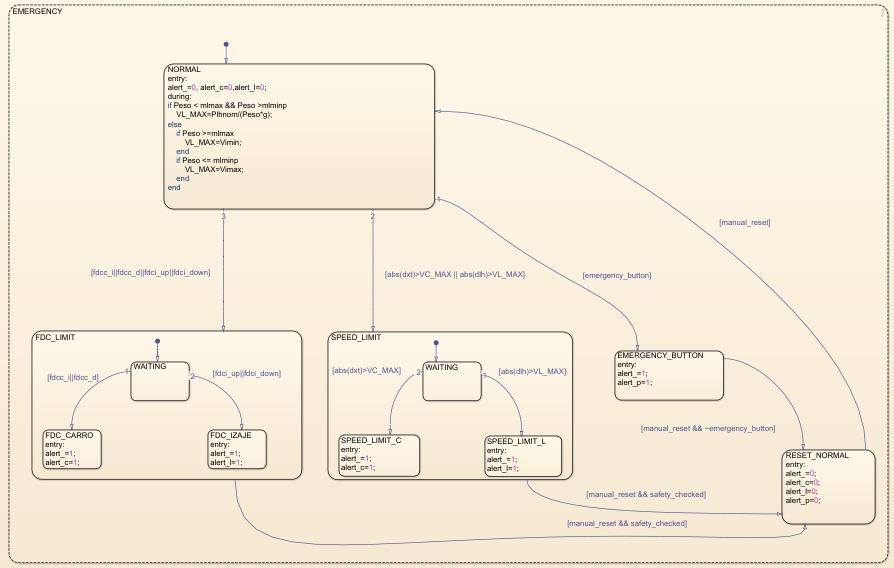 EMERGENCY
NORMAL
entry:
alert_=0, alert_c=0,alert_l=0;
during:
if Peso < mlmax && Peso >mlminp
VL_MAX=Plhnom/(Peso*g);
else
if Peso >=mlmax
VL_MAX=Vimin;
end
if Peso <= mlminp
VL_MAX=Vimax;
end
end
1
3
2
[manual_reset]
[fdcc_i||fdcc_d||fdci_up||fdci_down]
[abs(dxt)>VC_MAX || abs(dlh)>VL_MAX]
[emergency_button]
FDC_LIMIT
WAITING
1
2
[fdcc_i||fdcc_d]
[fdci_up||fdci_down]
FDC_CARRO
entry:
alert_=1;
alert_c=1;
FDC_IZAJE
entry:
alert_=1;
alert_l=1;
SPEED_LIMIT
WAITING
2
1
[abs(dxt)>VC_MAX]
[abs(dlh)>VL_MAX]
SPEED_LIMIT_C
entry:
alert_=1;
alert_c=1;
SPEED_LIMIT_L
entry:
alert_=1;
alert_l=1;
EMERGENCY_BUTTON
entry:
alert_=1;
alert_p=1;
[manual_reset && ~emergency_button]
RESET_NORMAL
entry:
alert_=0;
alert_c=0;
alert_l=0;
alert_p=0;
[manual_reset && safety_checked]
[manual_reset && safety_checked]